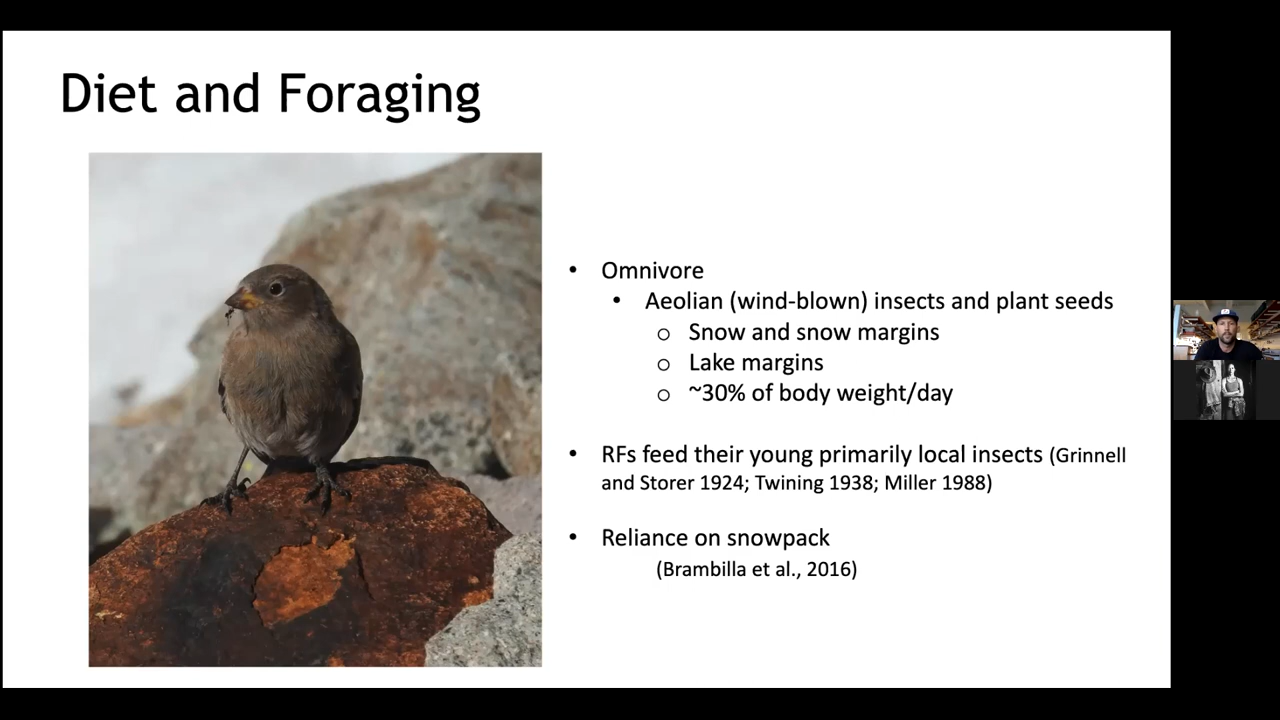 Diet and Foraging
• Omnivore
• Aeolian (wind-blown) insects and plant seeds
o Snow and snow margins
o Lake margins
o ~30% of body weight/day
• RFs feed their young primarily local insects (Grinnell
and Storer 1924; Twining 1938; Miller 1988)
• Reliance on snowpack
(Brambilla et al., 2016)